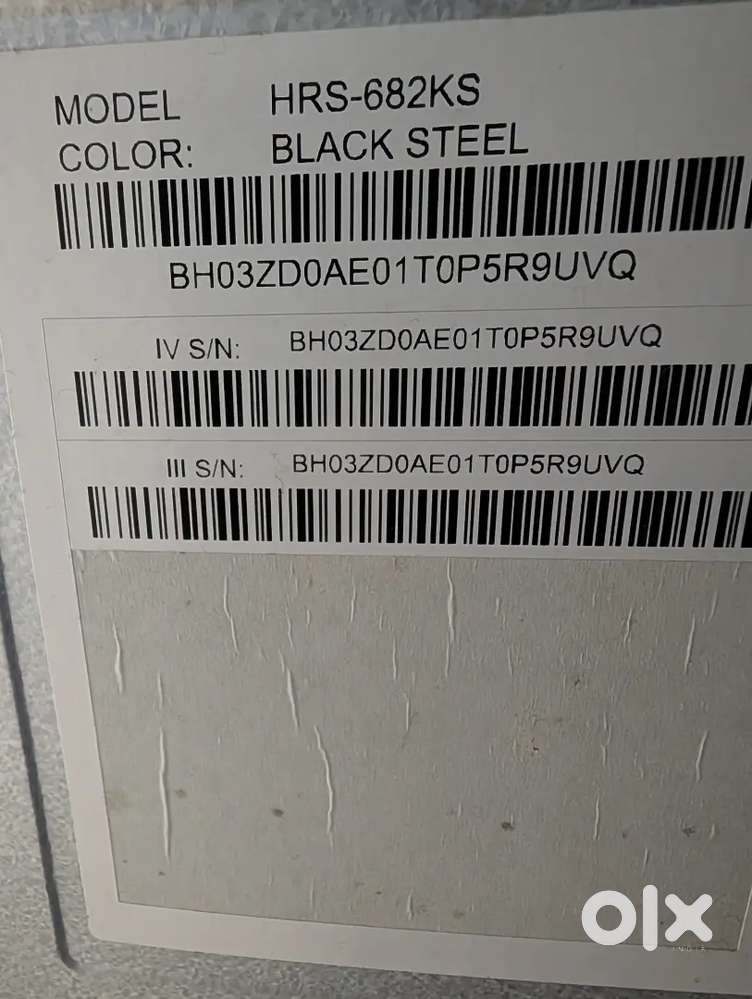 MODEL HRS-682KS
COLOR: BLACK STEEL
BH03ZD0AE01T0P5R9UVQ
IV S/N: BH03ZD0AE01T0P5R9UVQ
III S/N: BH03ZD0AE01T0P5R9UVQ
olx